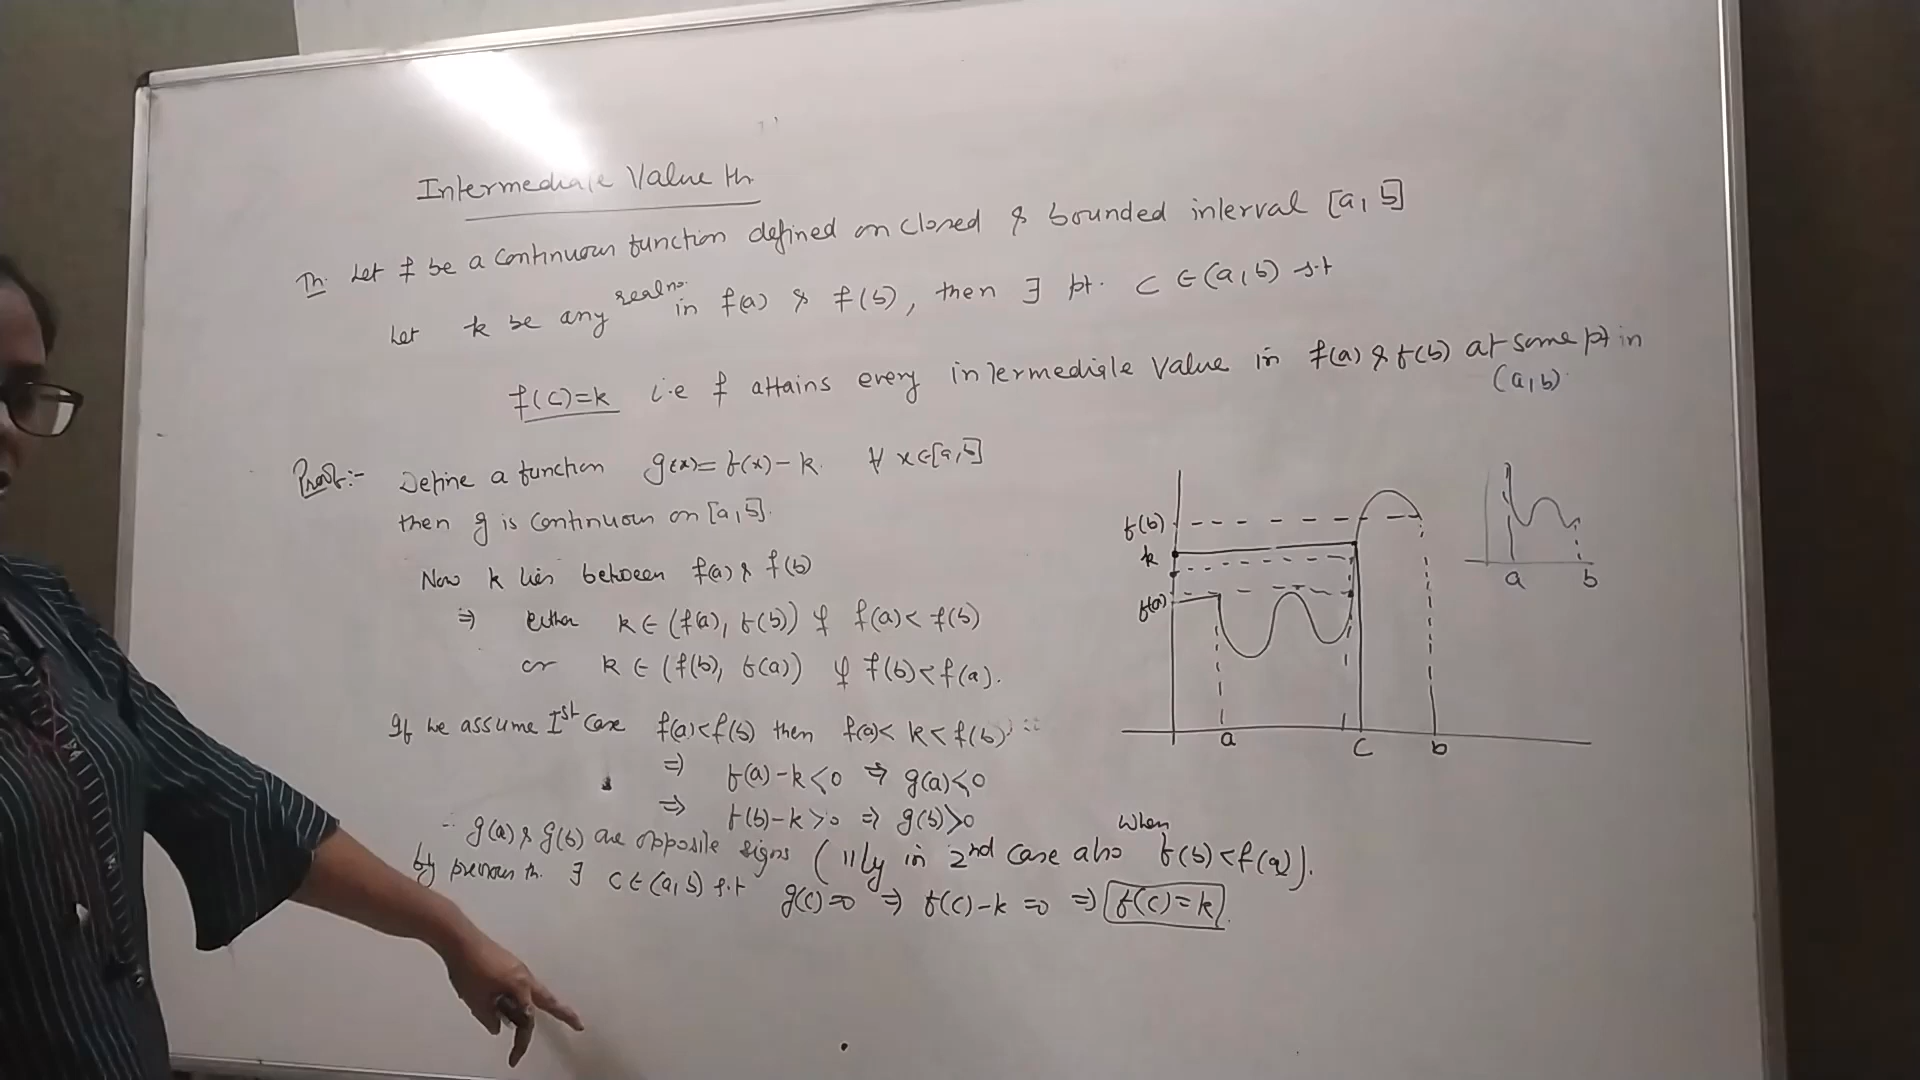 Intermediate Value th.
Th. Let f be a continuous function defined on closed & bounded interval [a, b]
Let k be any real no. in f(a) & f(b), then ∃ pt. c ∈ (a, b) s.t
f(c)=k i.e f attains every intermediate value in f(a) & f(b) at some pt in (a, b).
Proof:- Define a function g(x)= f(x)-k. ∀ x∈[a, b]
then g is continuous on [a, b].
Now k lies between f(a) & f(b)
⇒ either k ∈ (f(a), f(b)) if f(a) < f(b)
or k ∈ (f(b), f(a)) if f(b) < f(a).
If we assume Ist case f(a)<f(b) then f(a)< k < f(b)
⇒ f(a)-k<0 ⇒ g(a)<0
⇒ f(b)-k>0 ⇒ g(b)>0
∴ g(a) & g(b) are opposite signs (llly in 2nd case also when f(b)<f(a)).
by previous th. ∃ c∈(a, b) s.t g(c)=0 ⇒ f(c)-k=0 ⇒ f(c)=k.
f(b)
k
f(a)
a c b
a b